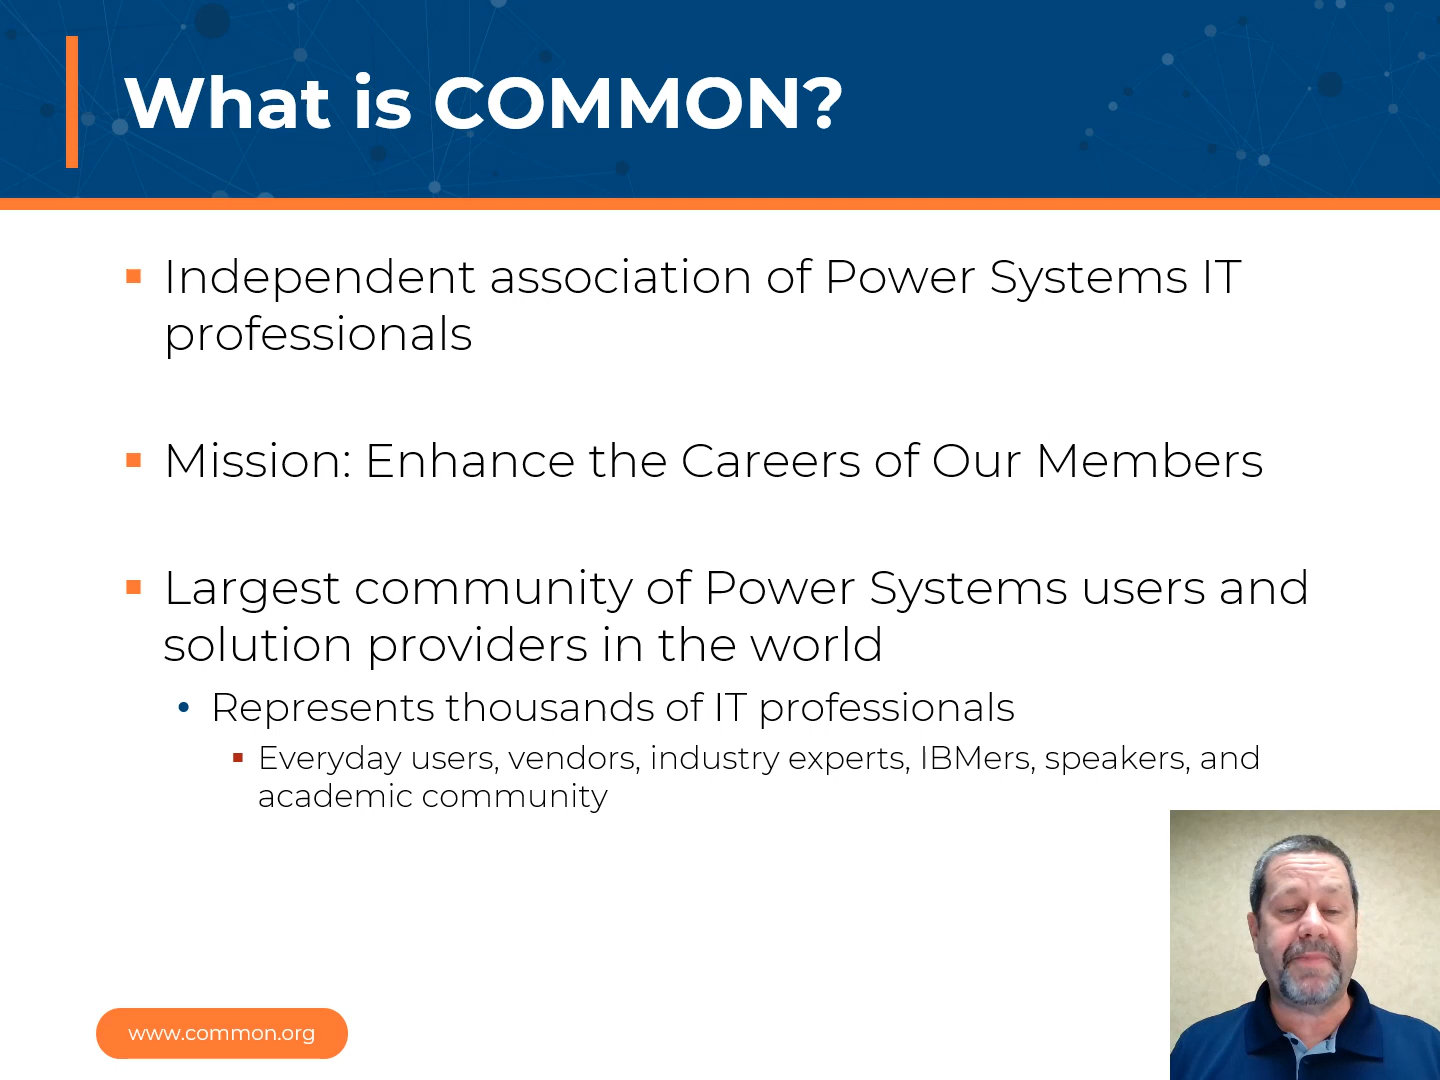 What is COMMON?
Independent association of Power Systems IT
professionals
Mission: Enhance the Careers of Our Members
Largest community of Power Systems users and
solution providers in the world
Represents thousands of IT professionals
Everyday users, vendors, industry experts, IBMers, speakers, and
academic community
www.common.org